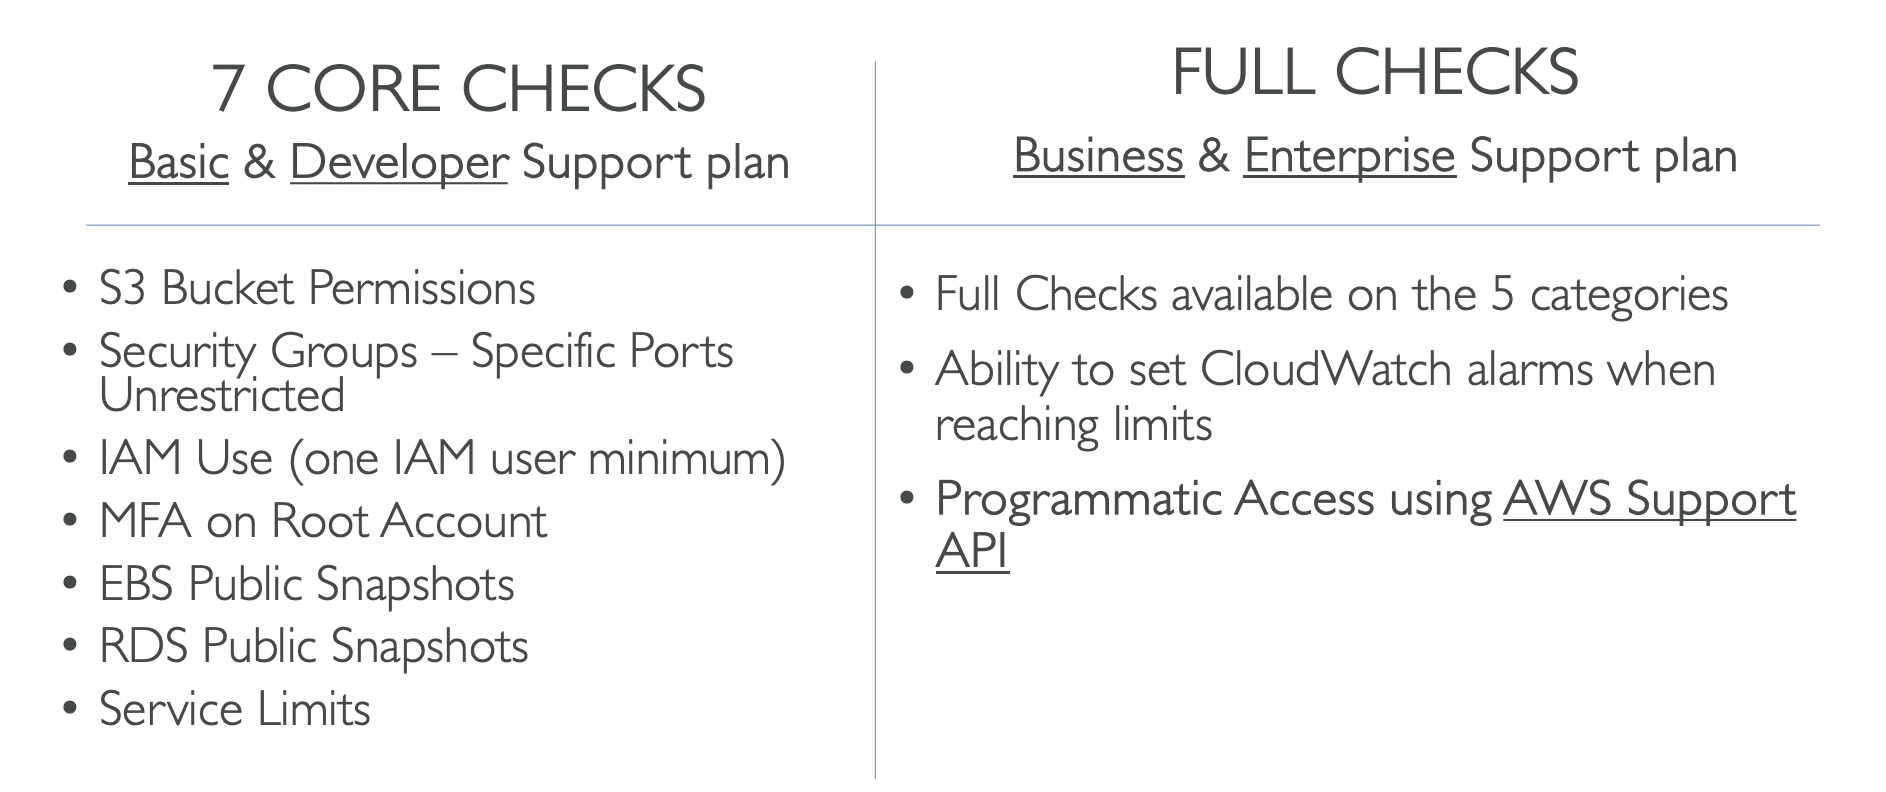 7 CORE CHECKS
Basic & Developer Support plan
• S3 Bucket Permissions
• Security Groups – Specific Ports
Unrestricted
• IAM Use (one IAM user minimum)
• MFA on Root Account
• EBS Public Snapshots
• RDS Public Snapshots
• Service Limits
FULL CHECKS
Business & Enterprise Support plan
• Full Checks available on the 5 categories
• Ability to set CloudWatch alarms when
reaching limits
• Programmatic Access using AWS Support
API